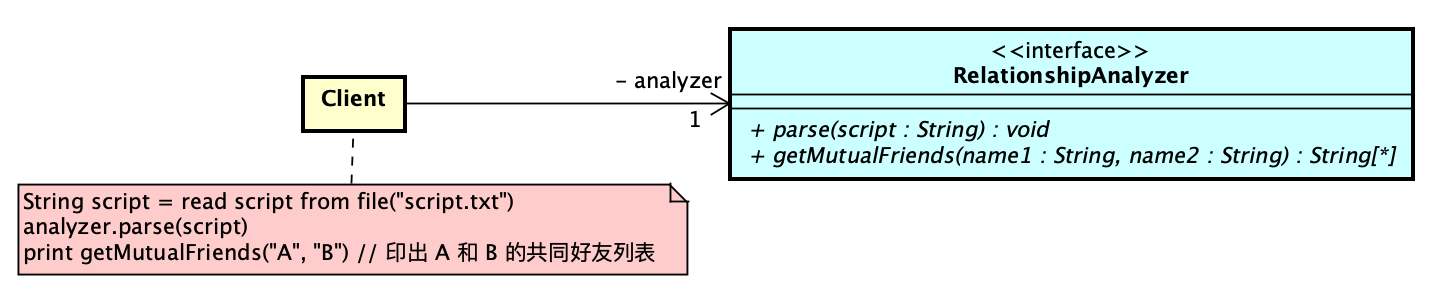 <<interface>>
RelationshipAnalyzer
- analyzer
Client
1
+ parse(script : String) : void
+ getMutualFriends(name1 : String, name2 : String) : String[*]
String script = read script from file("script.txt")
analyzer.parse(script)
print getMutualFriends("A", "B") // 印出 A 和 B 的共同好友列表